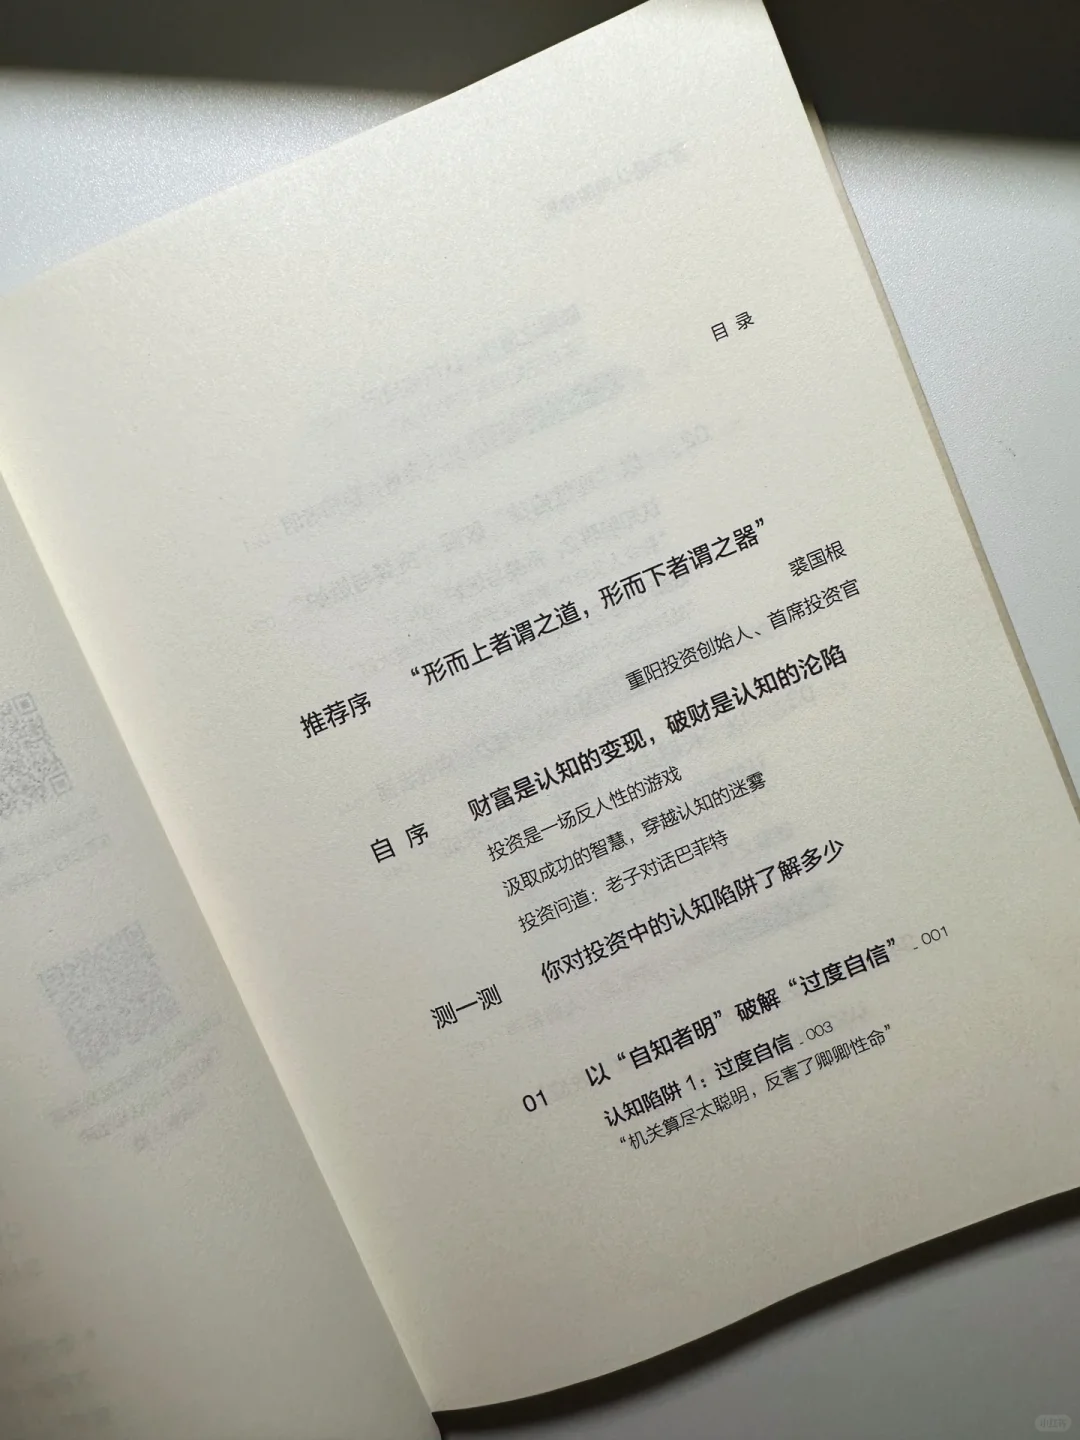 目录
推荐序 “形而上者谓之道，形而下者谓之器”
裘国根
重阳投资创始人、首席投资官
自 序 财富是认知的变现，破财是认知的沦陷
投资是一场反人性的游戏
汲取成功的智慧，穿越认知的迷雾
投资问道：老子对话巴菲特
测一测 你对投资中的认知陷阱了解多少
01 以“自知者明”破解“过度自信” _ 001
认知陷阱 1：过度自信 _ 003
“机关算尽太聪明，反害了卿卿性命”
小红书